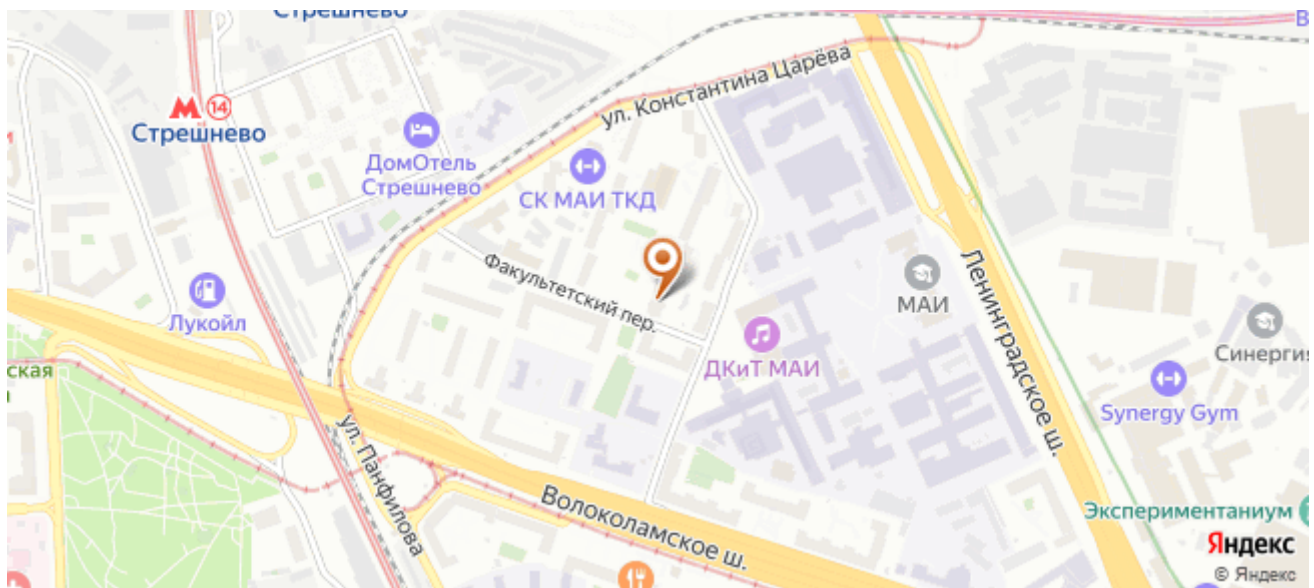 Стрешнево
14
Стрешнево
ДомОтель
Стрешнево
ул. Константина Царёва
СК МАИ ТКД
Факультетский пер.
Лукойл
МАИ
Ленинградское ш.
ДКиТ МАИ
Синергия
ская
Synergy Gym
ул. Панфилова
Волоколамское ш.
Экспериментаниум
Яндекс
© Яндекс